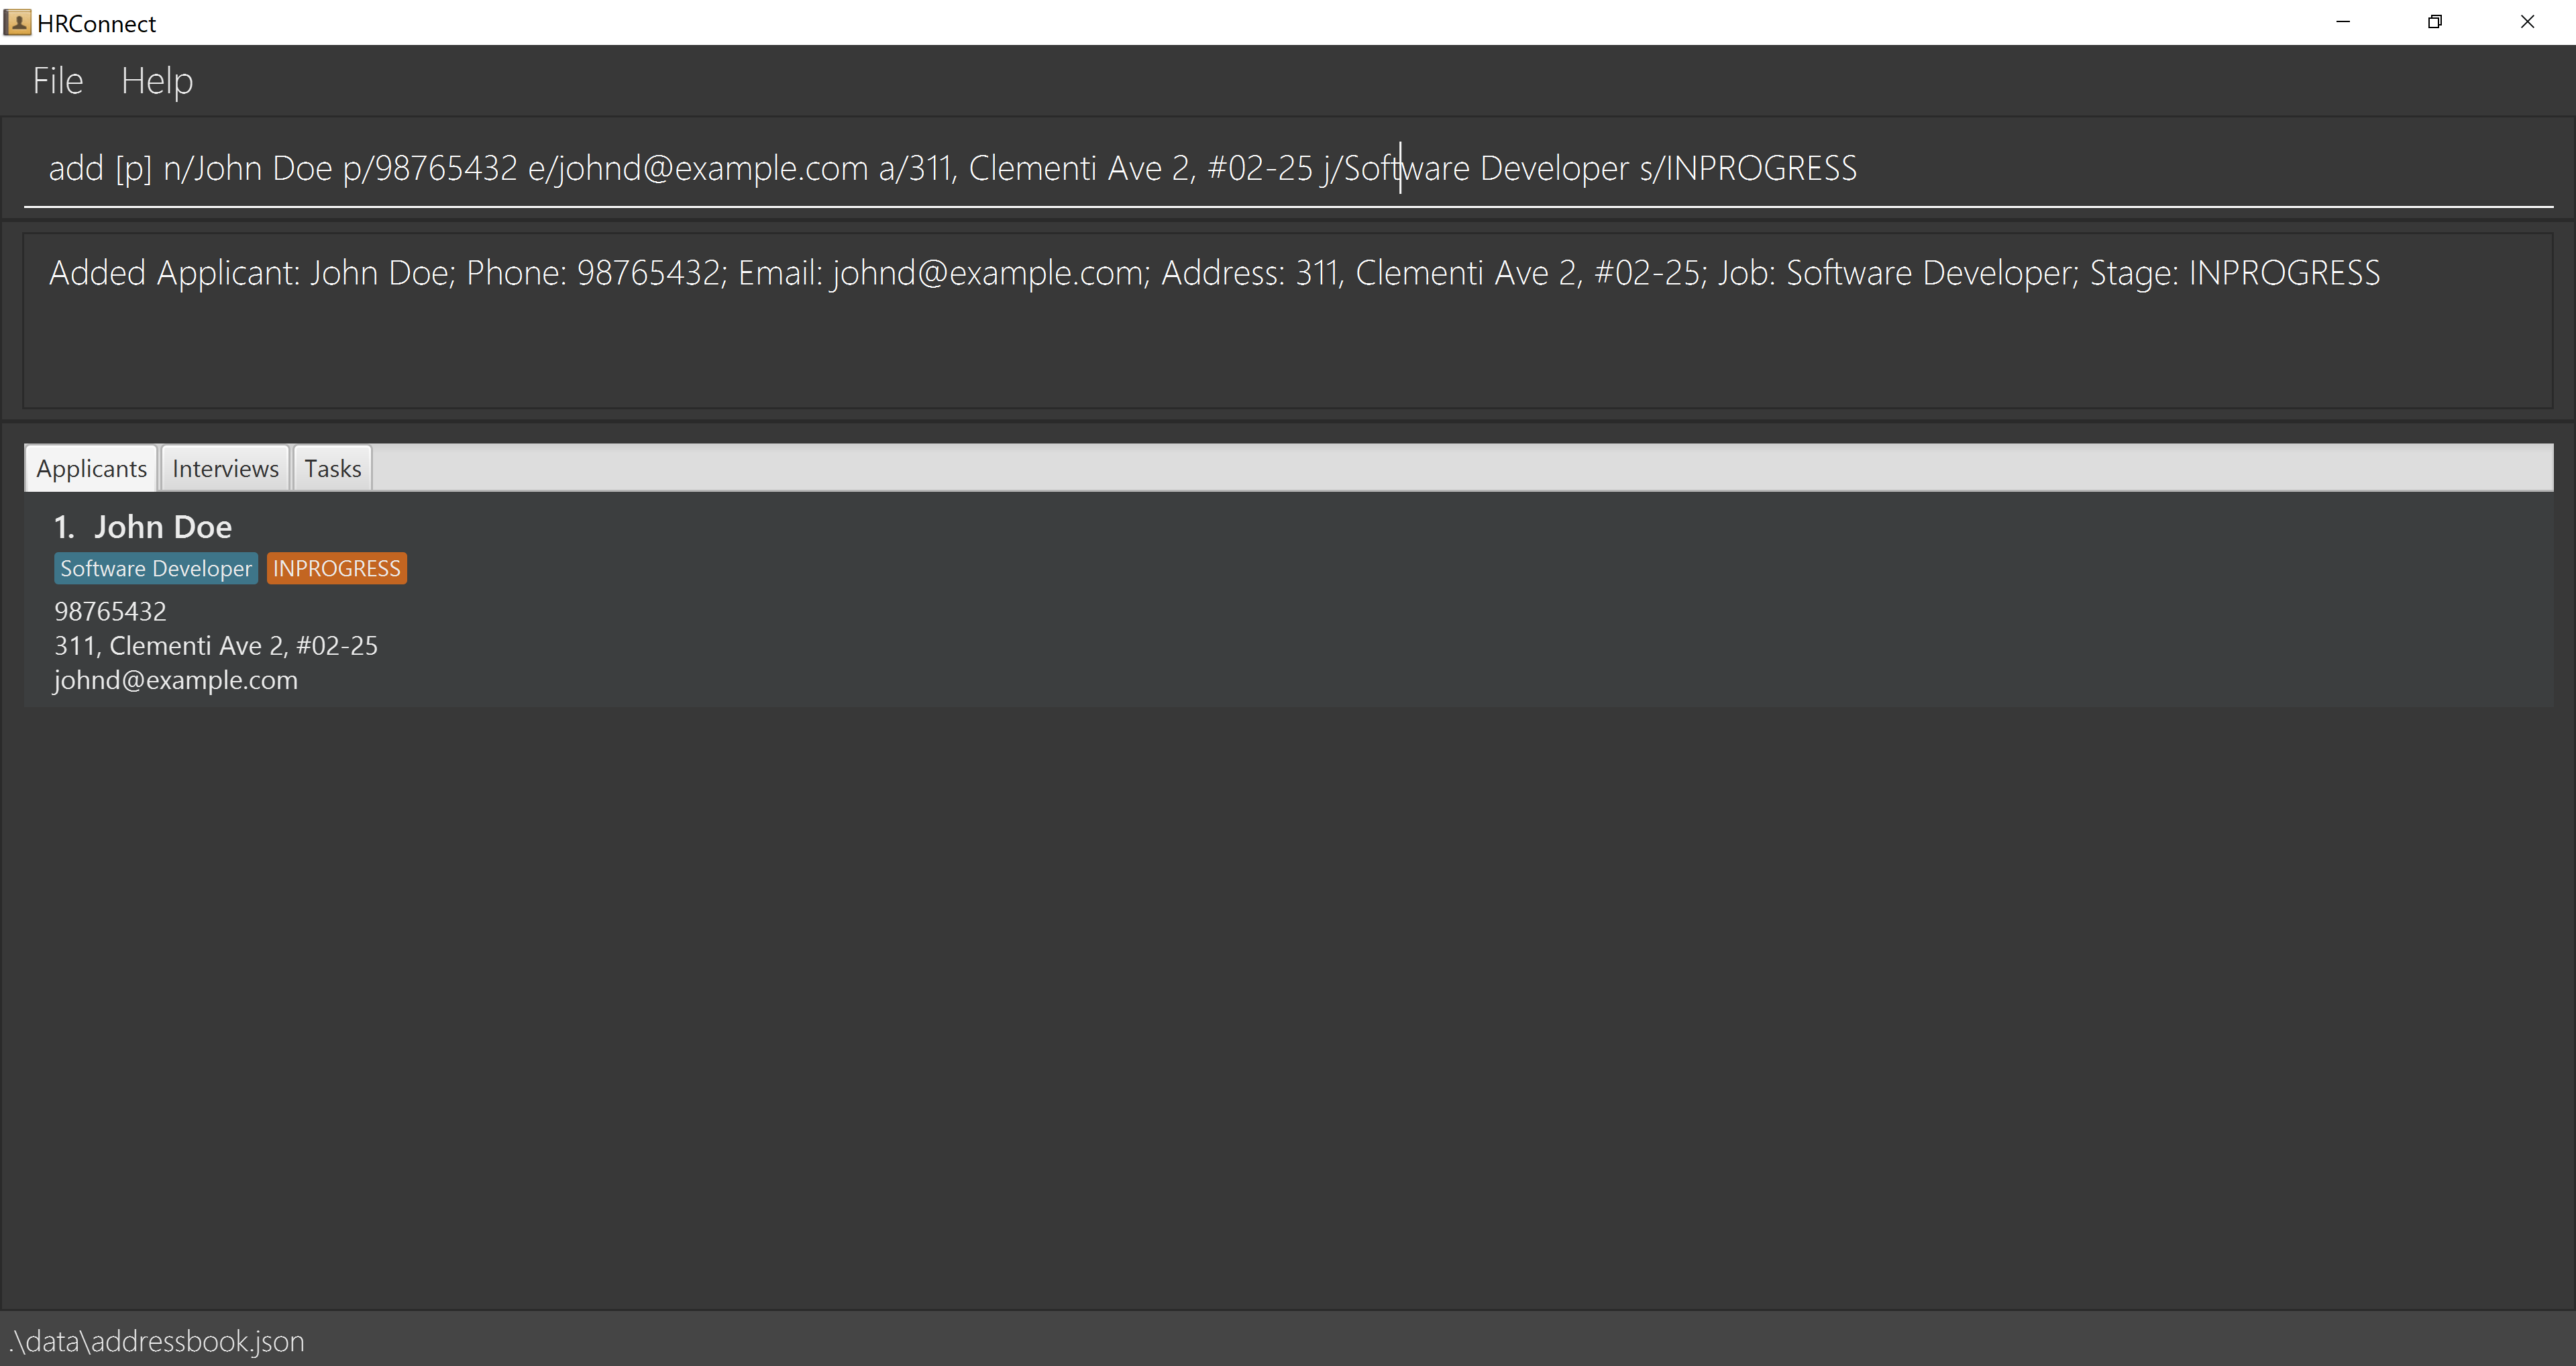 HRConnect
File Help
add [p] n/John Doe p/98765432 e/johnd@example.com a/311, Clementi Ave 2, #02-25 j/Software Developer s/INPROGRESS
Added Applicant: John Doe; Phone: 98765432; Email: johnd@example.com; Address: 311, Clementi Ave 2, #02-25; Job: Software Developer; Stage: INPROGRESS
Applicants Interviews Tasks
1. John Doe
Software Developer INPROGRESS
98765432
311, Clementi Ave 2, #02-25
johnd@example.com
.\data\addressbook.json